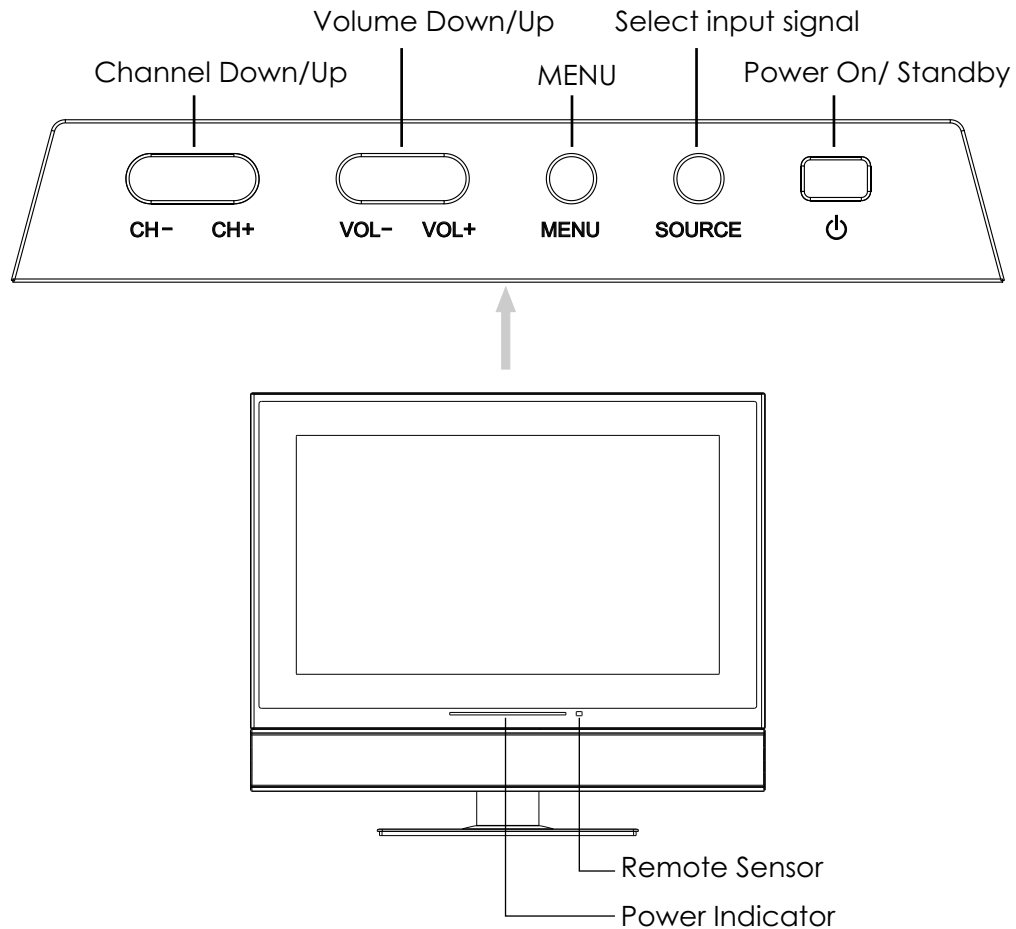 Volume Down/Up Select input signal
Channel Down/Up MENU Power On/ Standby
CH- CH+ VOL- VOL+ MENU SOURCE
Remote Sensor
Power Indicator